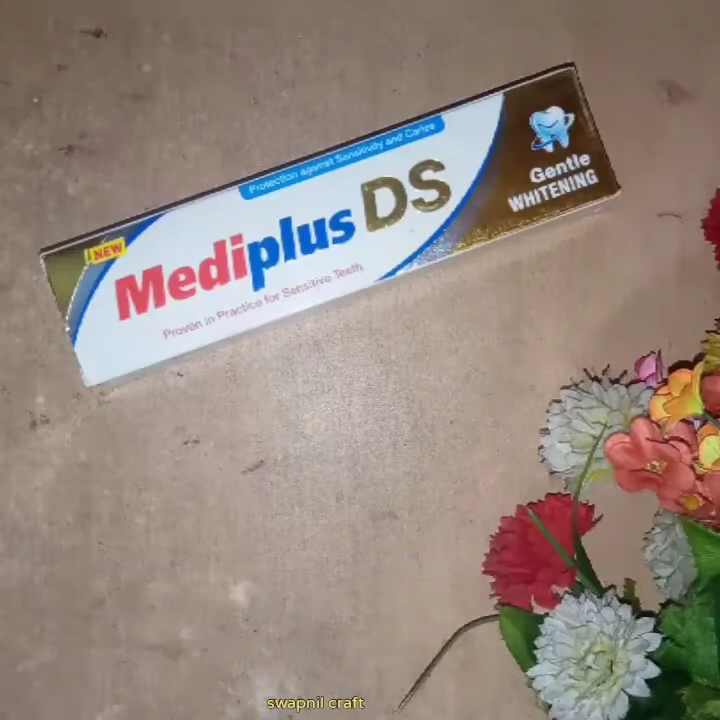 Protection against Sensitivity and Caries
NEW
Mediplus DS
Proven in Practice for Sensitive Teeth
Gentle
WHITENING
swapnil craft